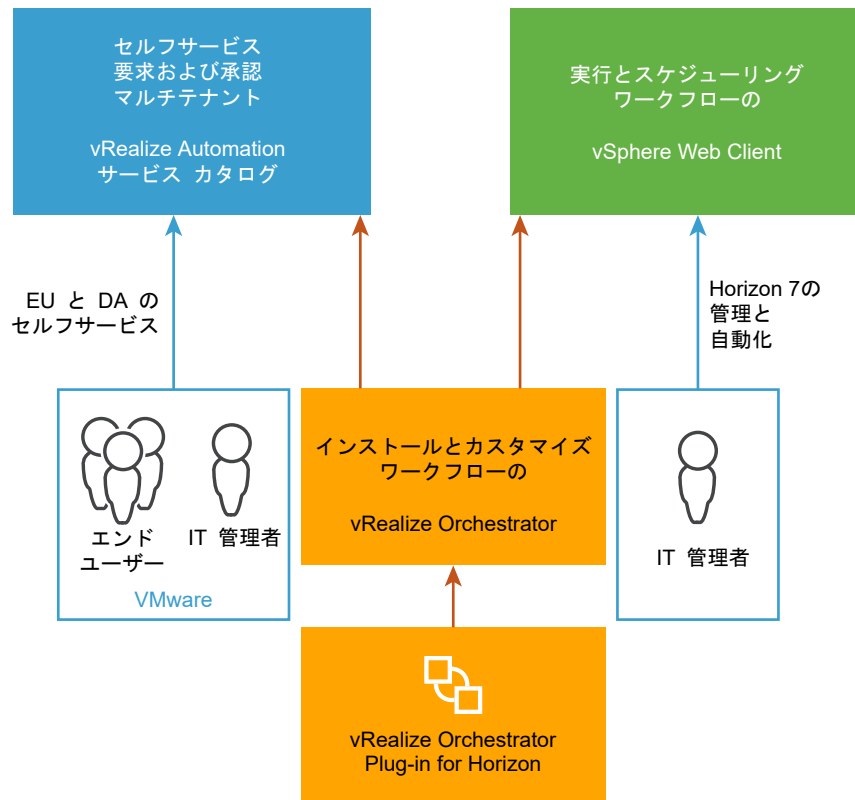 セルフサービス
要求および承認
マルチテナント
vRealize Automation
サービス カタログ
実行とスケジューリング
ワークフローの
vSphere Web Client
EU と DA の
セルフサービス
Horizon 7の
管理と
自動化
エンド
ユーザー
IT 管理者
VMware
インストールとカスタマイズ
ワークフローの
vRealize Orchestrator
IT 管理者
vRealize Orchestrator
Plug-in for Horizon